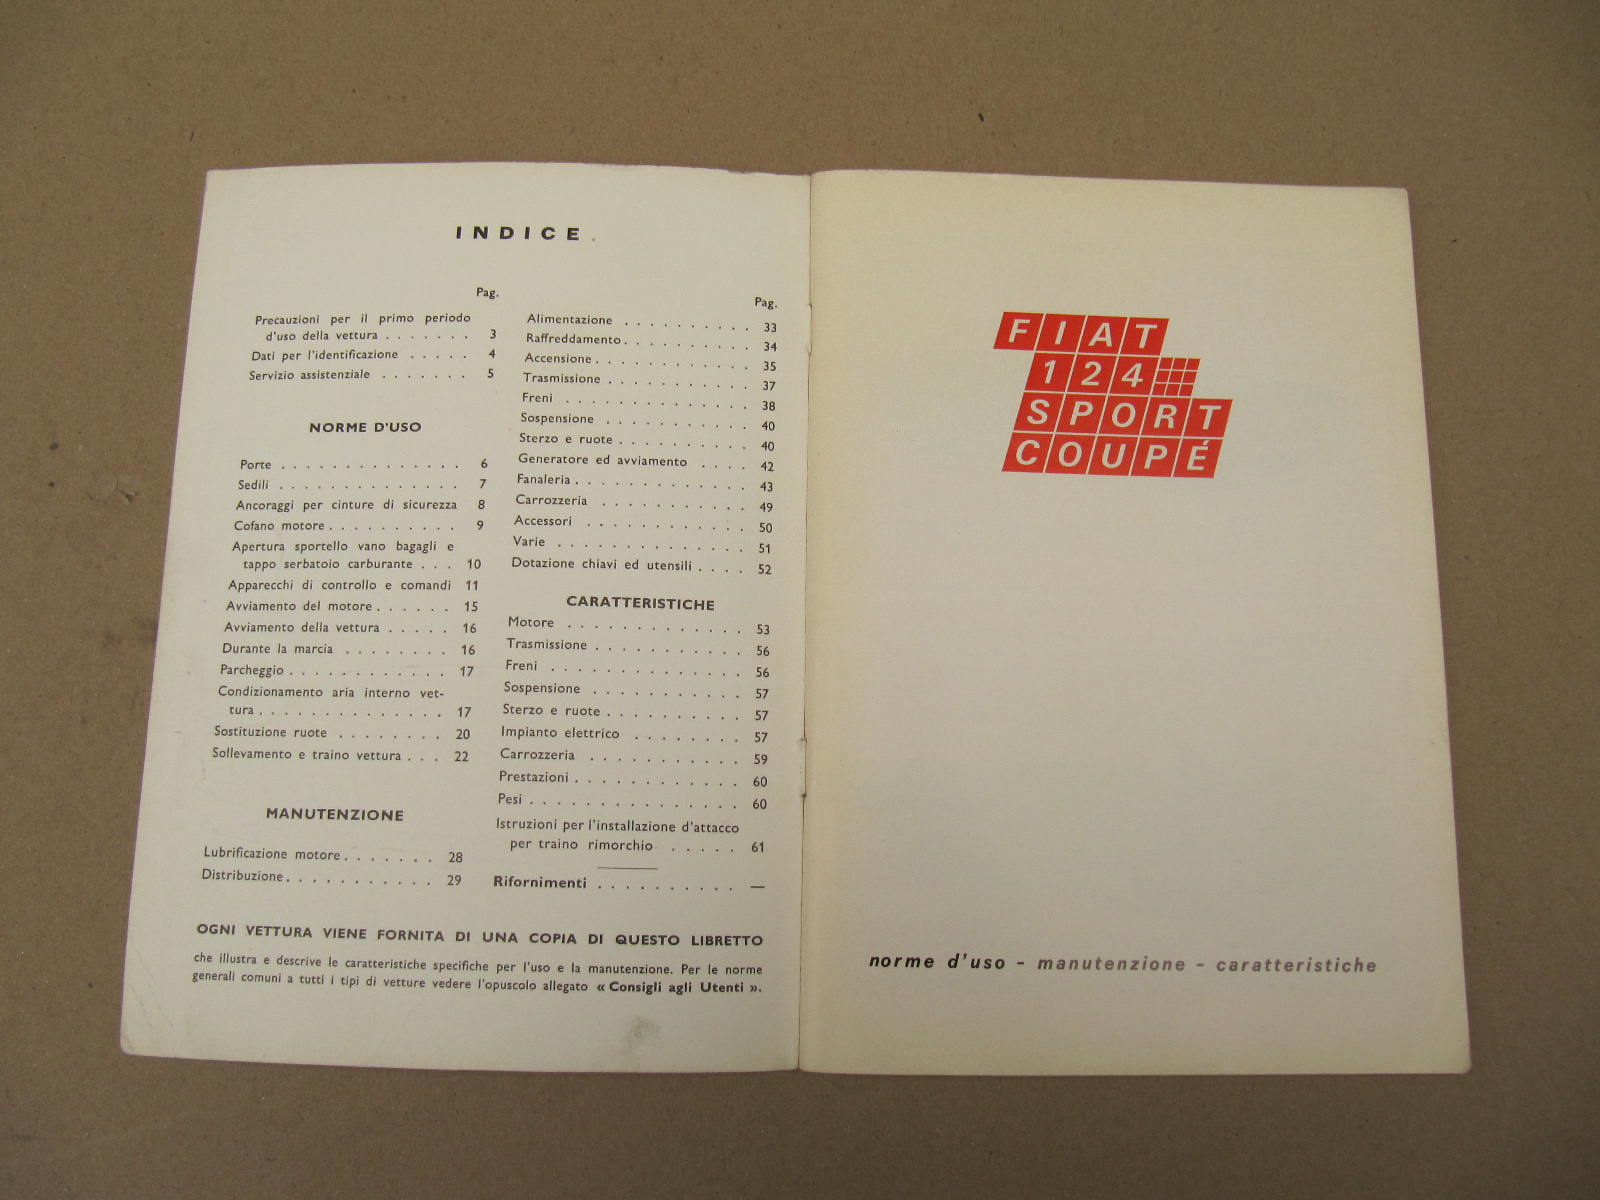 INDICE
Pag.
Precauzioni per il primo periodo
d'uso della vettura . . . . . . . 3
Dati per l'identificazione . . . . . 4
Servizio assistenziale . . . . . . . 5
NORME D'USO
Porte . . . . . . . . . . . . . . 6
Sedili . . . . . . . . . . . . . . 7
Ancoraggi per cinture di sicurezza 8
Cofano motore . . . . . . . . . . 9
Apertura sportello vano bagagli e
tappo serbatoio carburante . . . 10
Apparecchi di controllo e comandi 11
Avviamento del motore . . . . . . 15
Avviamento della vettura . . . . . 16
Durante la marcia . . . . . . . . 16
Parcheggio . . . . . . . . . . . . 17
Condizionamento aria interno vet-
tura . . . . . . . . . . . . . . 17
Sostituzione ruote . . . . . . . . 20
Sollevamento e traino vettura . . . 22
MANUTENZIONE
Lubrificazione motore . . . . . . . 28
Distribuzione . . . . . . . . . . . 29
Pag.
Alimentazione . . . . . . . . . . 33
Raffreddamento . . . . . . . . . . 34
Accensione . . . . . . . . . . . . 35
Trasmissione . . . . . . . . . . . 37
Freni . . . . . . . . . . . . . . 38
Sospensione . . . . . . . . . . . 40
Sterzo e ruote . . . . . . . . . . 40
Generatore ed avviamento . . . . 42
Fanaleria . . . . . . . . . . . . . 43
Carrozzeria . . . . . . . . . . . 49
Accessori . . . . . . . . . . . . 50
Varie . . . . . . . . . . . . . . 51
Dotazione chiavi ed utensili . . . . 52
CARATTERISTICHE
Motore . . . . . . . . . . . . . 53
Trasmissione . . . . . . . . . . . 56
Freni . . . . . . . . . . . . . . 56
Sospensione . . . . . . . . . . . 57
Sterzo e ruote . . . . . . . . . . 57
Impianto elettrico . . . . . . . . 57
Carrozzeria . . . . . . . . . . . 59
Prestazioni . . . . . . . . . . . . 60
Pesi . . . . . . . . . . . . . . . 60
Istruzioni per l'installazione d'attacco
per traino rimorchio . . . . . 61
Rifornimenti . . . . . . . . . . —
OGNI VETTURA VIENE FORNITA DI UNA COPIA DI QUESTO LIBRETTO
che illustra e descrive le caratteristiche specifiche per l'uso e la manutenzione. Per le norme
generali comuni a tutti i tipi di vetture vedere l'opuscolo allegato « Consigli agli Utenti ».
FIAT
124
SPORT
COUPÉ
norme d'uso - manutenzione - caratteristiche